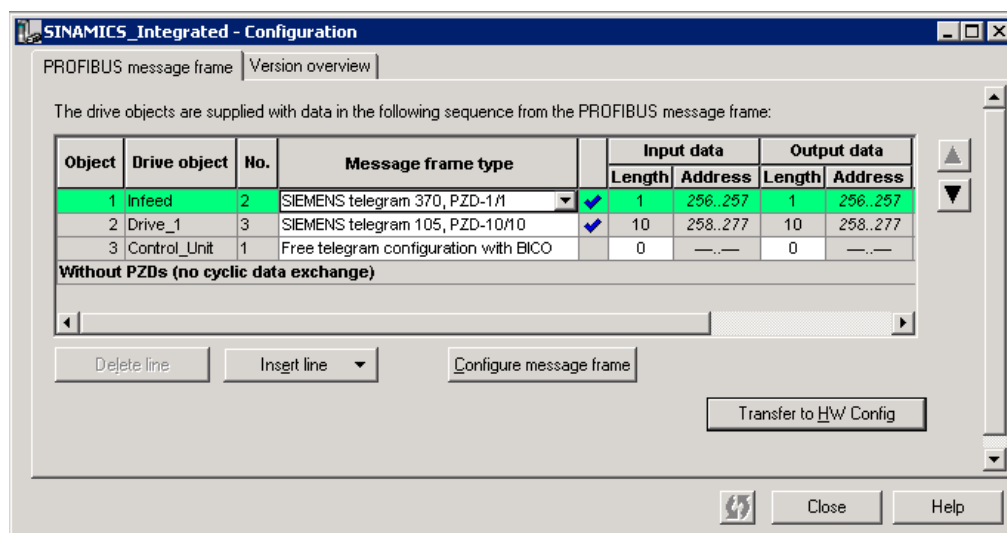 SINAMICS_Integrated - Configuration
PROFIBUS message frame Version overview
The drive objects are supplied with data in the following sequence from the PROFIBUS message frame:
Object Drive object No. Message frame type Input data Output data
Length Address Length Address
1 Infeed 2 SIEMENS telegram 370, PZD-1/1 1 256..257 1 256..257
2 Drive_1 3 SIEMENS telegram 105, PZD-10/10 10 258..277 10 258..277
3 Control_Unit 1 Free telegram configuration with BICO 0 ---..--- 0 ---..---
Without PZDs (no cyclic data exchange)
Delete line Insert line Configure message frame
Transfer to HW Config
Close Help